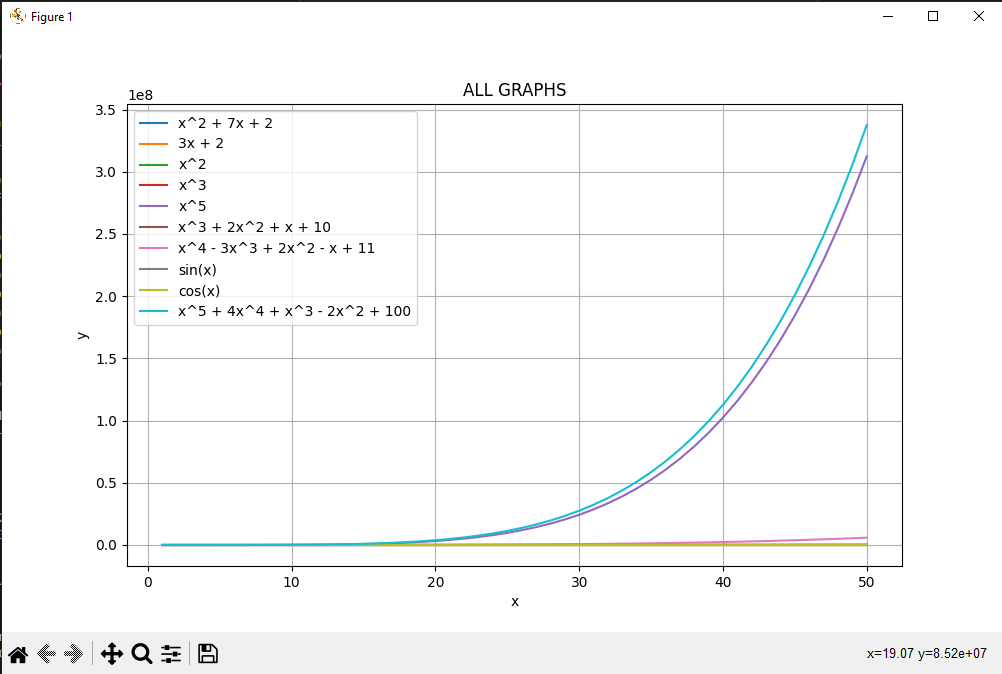 Figure 1
ALL GRAPHS
1e8
3.5
3.0
2.5
2.0
1.5
1.0
0.5
0.0
y
x^2 + 7x + 2
3x + 2
x^2
x^3
x^5
x^3 + 2x^2 + x + 10
x^4 - 3x^3 + 2x^2 - x + 11
sin(x)
cos(x)
x^5 + 4x^4 + x^3 - 2x^2 + 100
0 10 20 30 40 50
x
x=19.07 y=8.52e+07